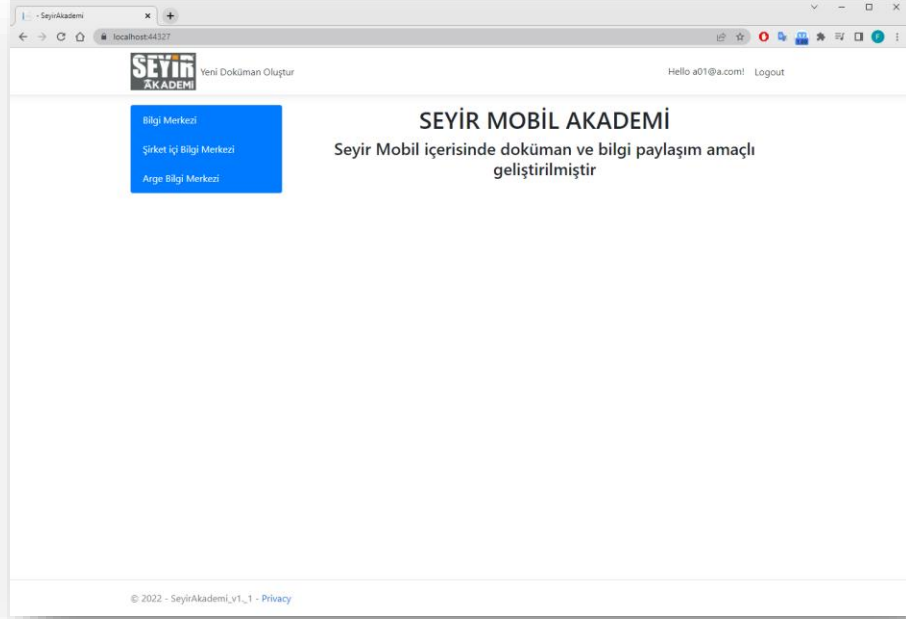 - SeyirAkademi
localhost:44327
SEYİR
AKADEMİ
Yeni Doküman Oluştur
Hello a01@a.com!
Logout
Bilgi Merkezi
Şirket içi Bilgi Merkezi
Arge Bilgi Merkezi
SEYİR MOBİL AKADEMİ
Seyir Mobil içerisinde doküman ve bilgi paylaşım amaçlı
geliştirilmiştir
© 2022 - SeyirAkademi_v1._1 - Privacy